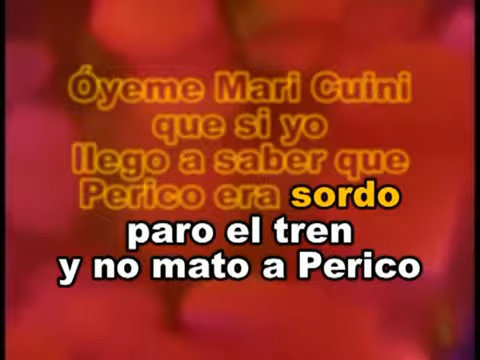 Óyeme Mari Cuini
que si yo
llego a saber que
Perico era sordo
paro el tren
y no mato a Perico